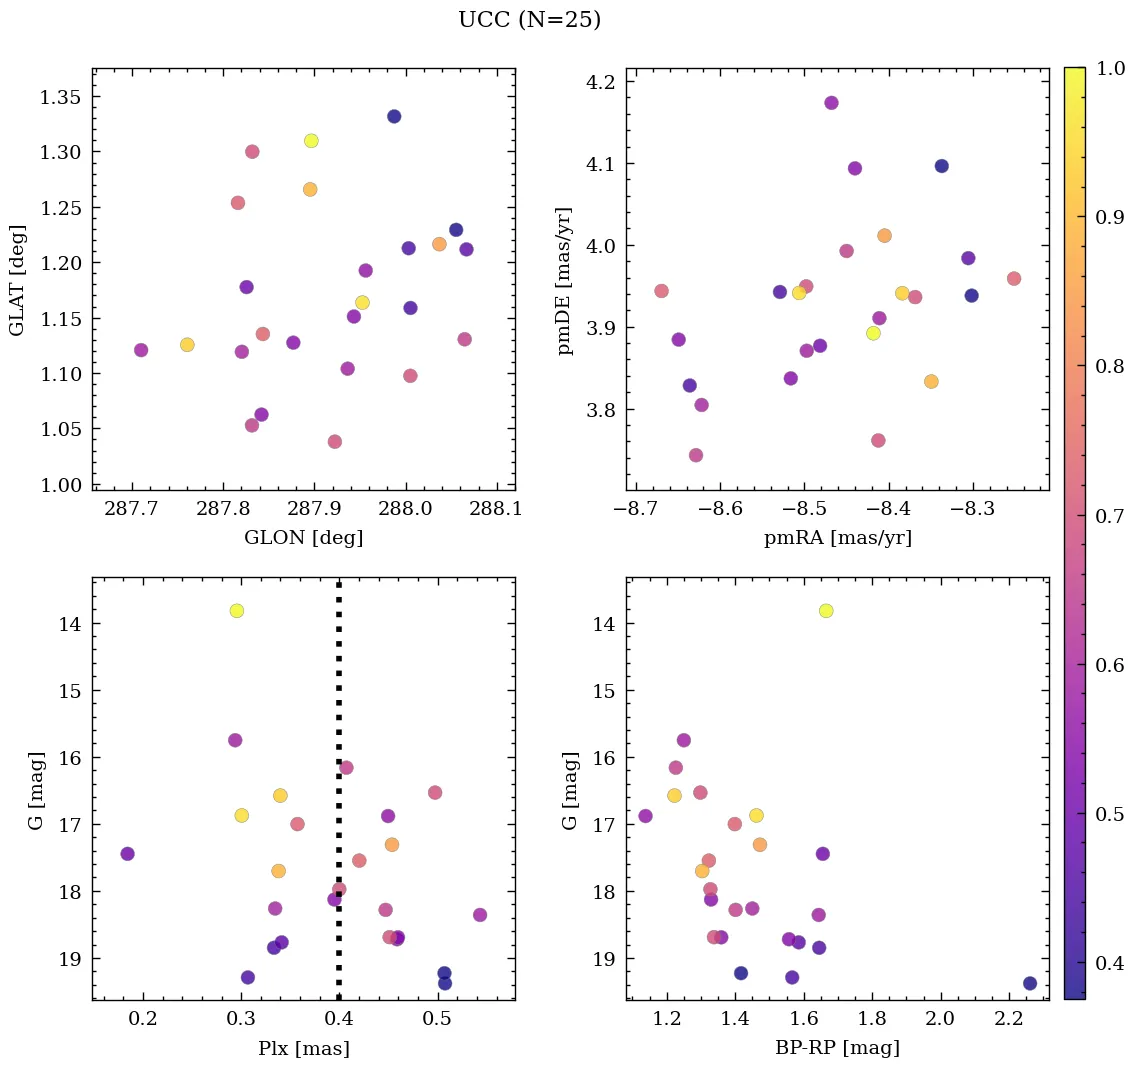 UCC (N=25)
1.35
1.30
1.25
1.20
1.15
1.10
1.05
1.00
GLAT [deg]
287.7 287.8 287.9 288.0 288.1
GLON [deg]
4.2
4.1
4.0
3.9
3.8
pmDE [mas/yr]
−8.7 −8.6 −8.5 −8.4 −8.3
pmRA [mas/yr]
14
15
16
17
18
19
G [mag]
0.2 0.3 0.4 0.5
Plx [mas]
14
15
16
17
18
19
G [mag]
1.2 1.4 1.6 1.8 2.0 2.2
BP-RP [mag]
1.0
0.9
0.8
0.7
0.6
0.5
0.4